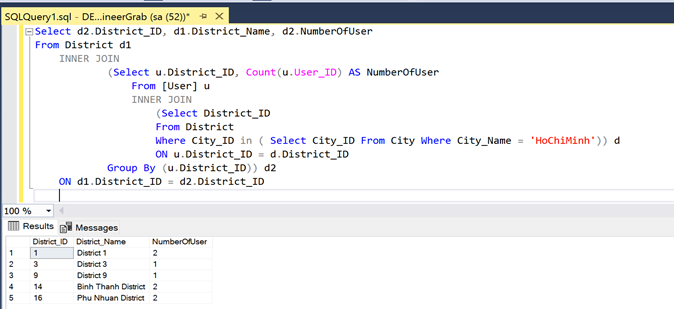 SQLQuery1.sql - DE...ineerGrab (sa (52))*
Select d2.District_ID, d1.District_Name, d2.NumberOfUser
From District d1
INNER JOIN
(Select u.District_ID, Count(u.User_ID) AS NumberOfUser
From [User] u
INNER JOIN
(Select District_ID
From District
Where City_ID in ( Select City_ID From City Where City_Name = 'HoChiMinh')) d
ON u.District_ID = d.District_ID
Group By (u.District_ID)) d2
ON d1.District_ID = d2.District_ID
100 %
Results Messages
District_ID District_Name NumberOfUser
1 1 District 1 2
2 3 District 3 1
3 9 District 9 1
4 14 Binh Thanh District 2
5 16 Phu Nhuan District 2